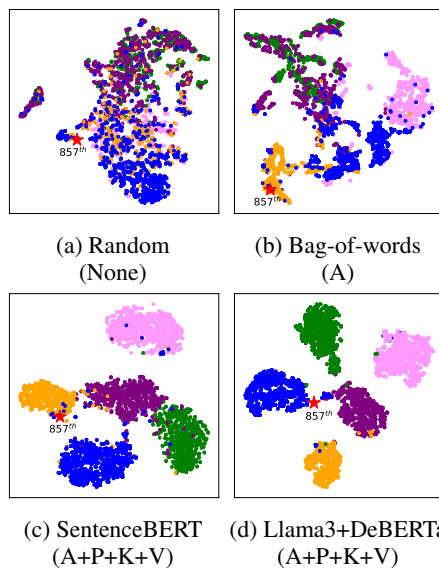 857th
857th
(a) Random
(None)
(b) Bag-of-words
(A)
857th
857th
(c) SentenceBERT
(A+P+K+V)
(d) Llama3+DeBERTa
(A+P+K+V)